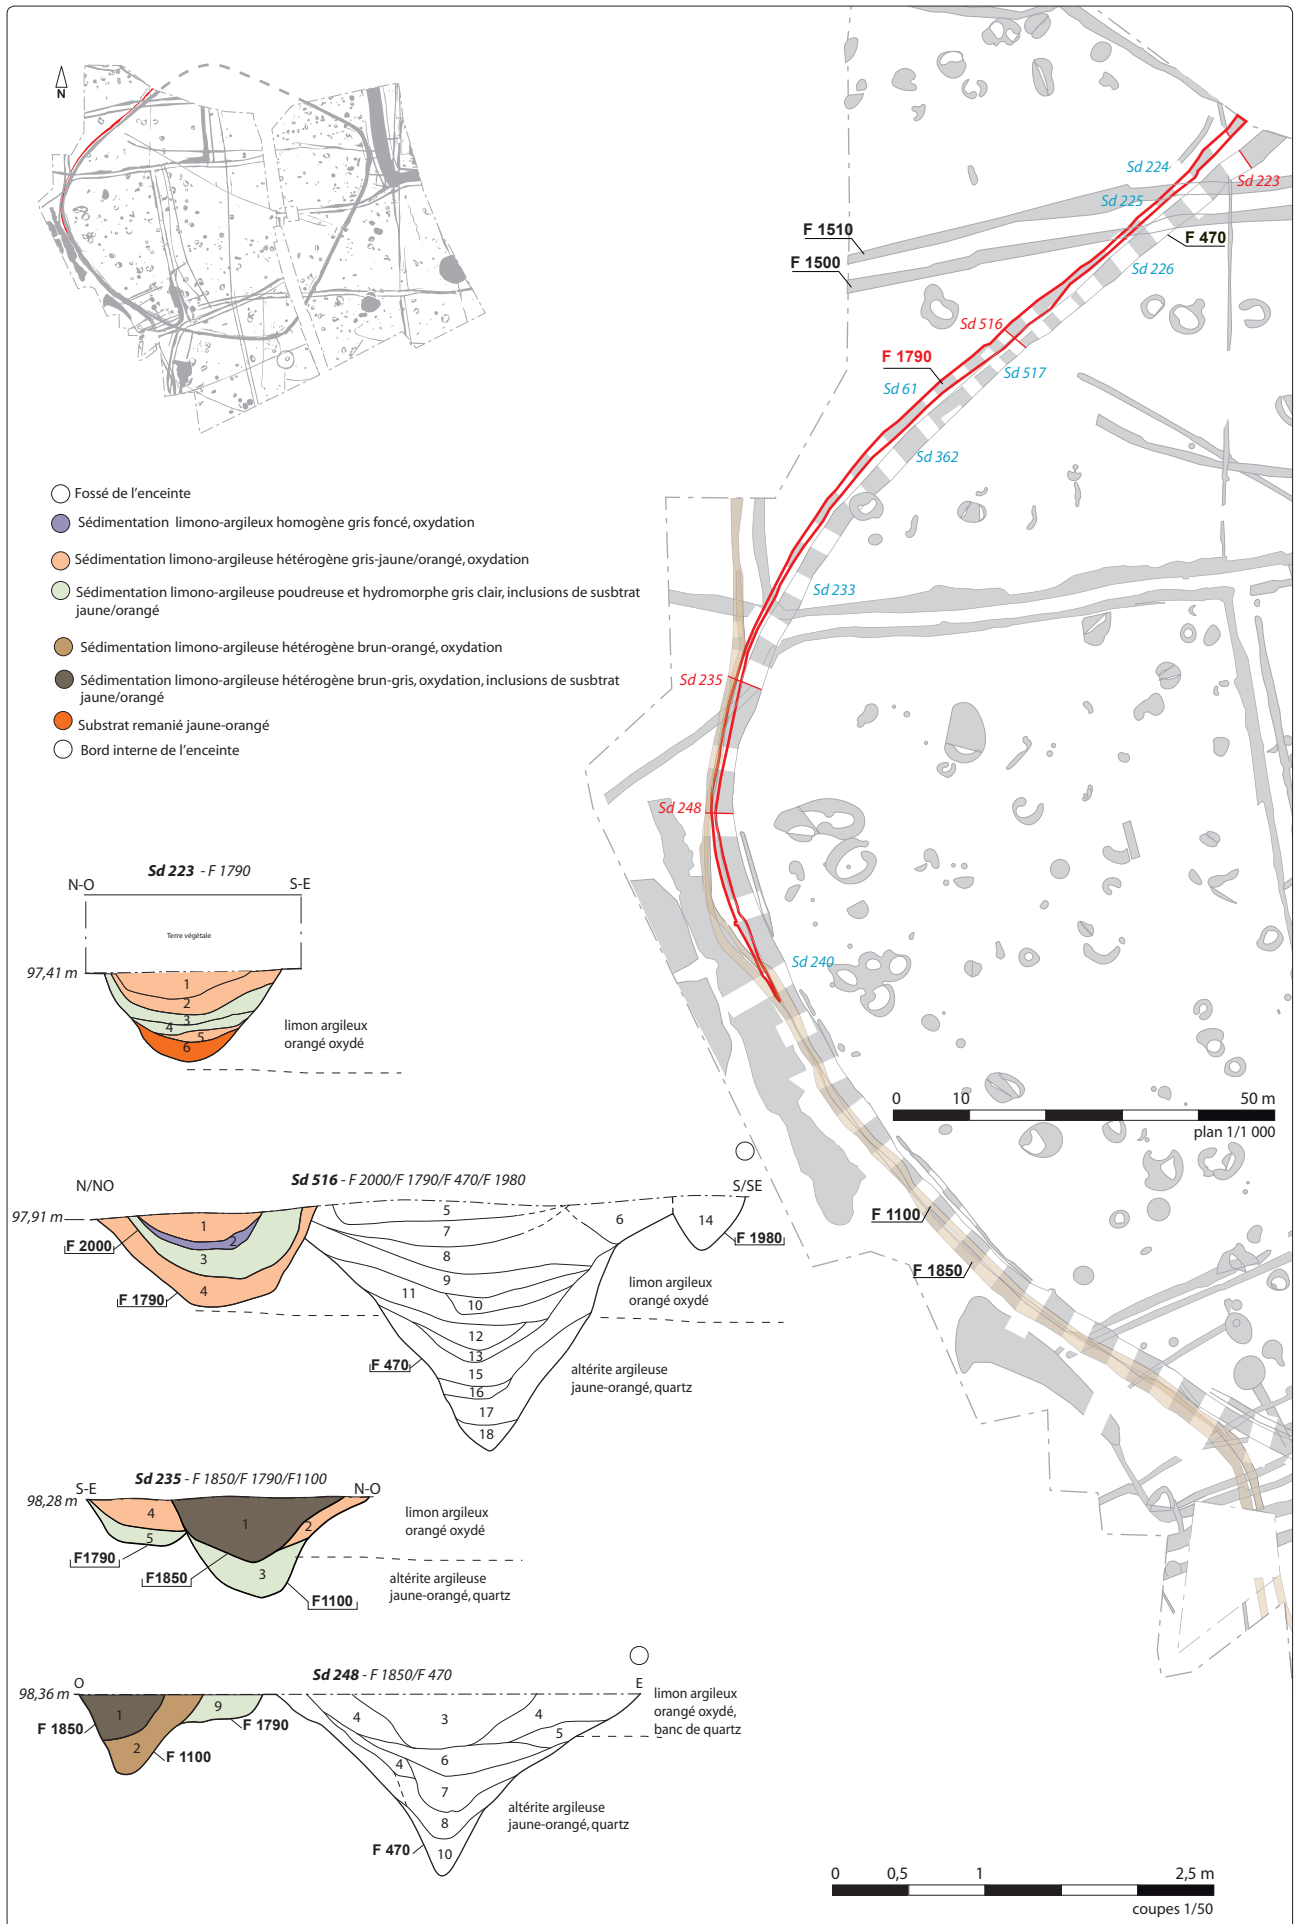 N
Sd 224
Sd 223
Sd 225
F 1510
F 470
F 1500
Sd 226
Sd 516
F 1790
Sd 517
Sd 61
Sd 362
Fossé de l'enceinte
Sédimentation limono-argileux homogène gris foncé, oxydation
Sédimentation limono-argileuse hétérogène gris-jaune/orangé, oxydation
Sédimentation limono-argileuse poudreuse et hydromorphe gris clair, inclusions de susbtrat
jaune/orangé
Sédimentation limono-argileuse hétérogène brun-orangé, oxydation
Sédimentation limono-argileuse hétérogène brun-gris, oxydation, inclusions de susbtrat
jaune/orangé
Substrat remanié jaune-orangé
Bord interne de l'enceinte
Sd 233
Sd 235
Sd 248
Sd 240
0 10 50 m
plan 1/1 000
F 1100
F 1850
Sd 223 - F 1790
N-O S-E
Terre végétale
97,41 m
1
2
3
4
5
6
limon argileux
orangé oxydé
Sd 516 - F 2000/F 1790/F 470/F 1980
N/NO S/SE
97,91 m
1
2
3
4
5
6
7
8
9
10
11
12
13
14
15
16
17
18
F 2000
F 1790
F 470
F 1980
limon argileux
orangé oxydé
altérite argileuse
jaune-orangé, quartz
Sd 235 - F 1850/F 1790/F1100
S-E N-O
98,28 m
4
5
1
2
3
F1790
F1850
F1100
limon argileux
orangé oxydé
altérite argileuse
jaune-orangé, quartz
Sd 248 - F 1850/F 470
O E
98,36 m
1
2
9
4
3
4
5
6
4
7
8
10
F 1850
F 1790
F 1100
F 470
limon argileux
orangé oxydé,
banc de quartz
altérite argileuse
jaune-orangé, quartz
0 0,5 1 2,5 m
coupes 1/50